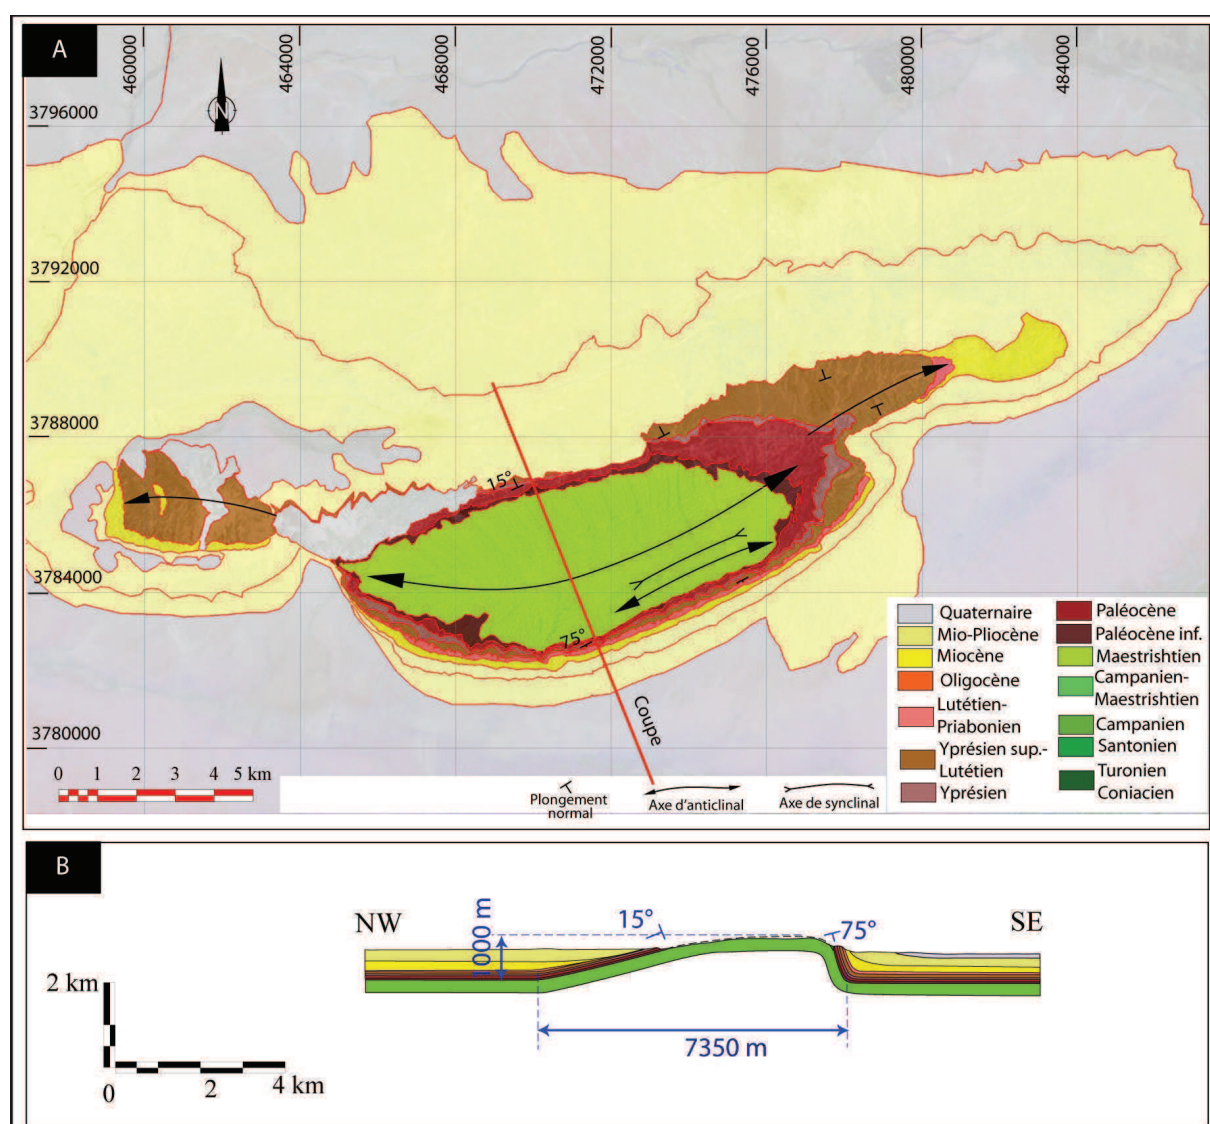 A
460000
464000
468000
472000
476000
480000
484000
N
3796000
3792000
3788000
3784000
3780000
15°
75°
Coupe
0 1 2 3 4 5 km
Plongement
normal
Axe d'anticlinal
Axe de synclinal
Quaternaire
Mio-Pliocène
Miocène
Oligocène
Lutétien-
Priabonien
Yprésien sup.-
Lutétien
Yprésien
Paléocène
Paléocène inf.
Maestrishtien
Campanien-
Maestrishtien
Campanien
Santonien
Turonien
Coniacien
B
NW
SE
15°
75°
1000 m
7350 m
2 km
0 2 4 km